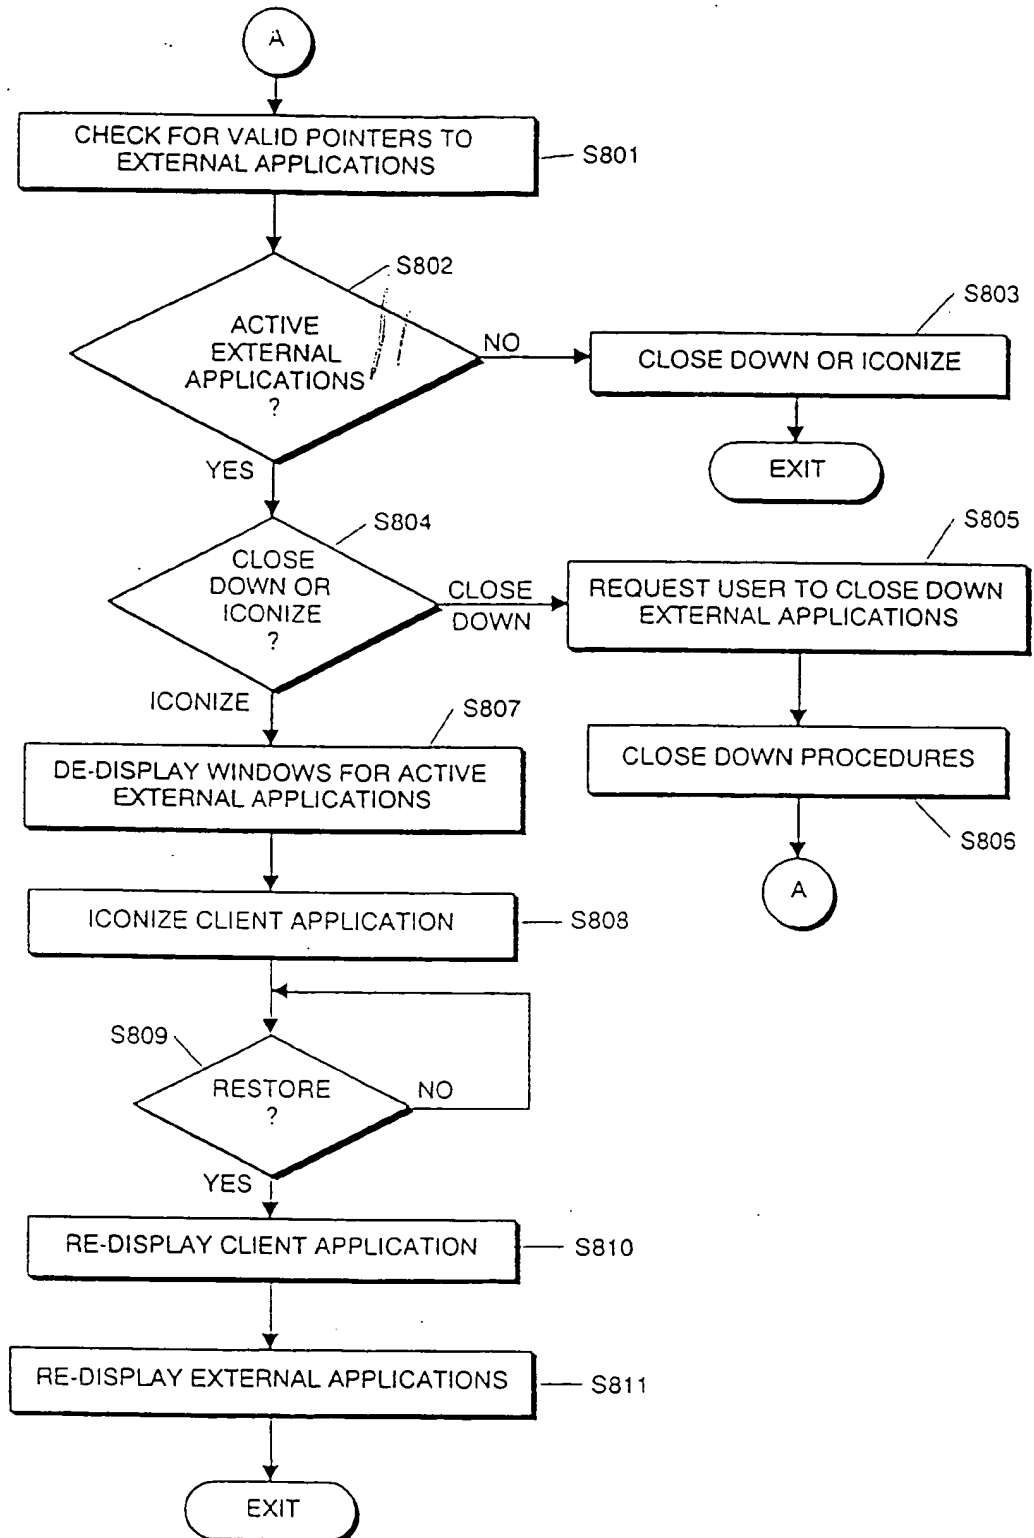 A
CHECK FOR VALID POINTERS TO
EXTERNAL APPLICATIONS
S801
S802
ACTIVE
EXTERNAL
APPLICATIONS
?
NO
S803
CLOSE DOWN OR ICONIZE
EXIT
YES
S804
CLOSE
DOWN OR
ICONIZE
?
CLOSE
DOWN
S805
REQUEST USER TO CLOSE DOWN
EXTERNAL APPLICATIONS
CLOSE DOWN PROCEDURES
S806
A
ICONIZE
S807
DE-DISPLAY WINDOWS FOR ACTIVE
EXTERNAL APPLICATIONS
ICONIZE CLIENT APPLICATION
S808
S809
RESTORE
?
NO
YES
RE-DISPLAY CLIENT APPLICATION
S810
RE-DISPLAY EXTERNAL APPLICATIONS
S811
EXIT